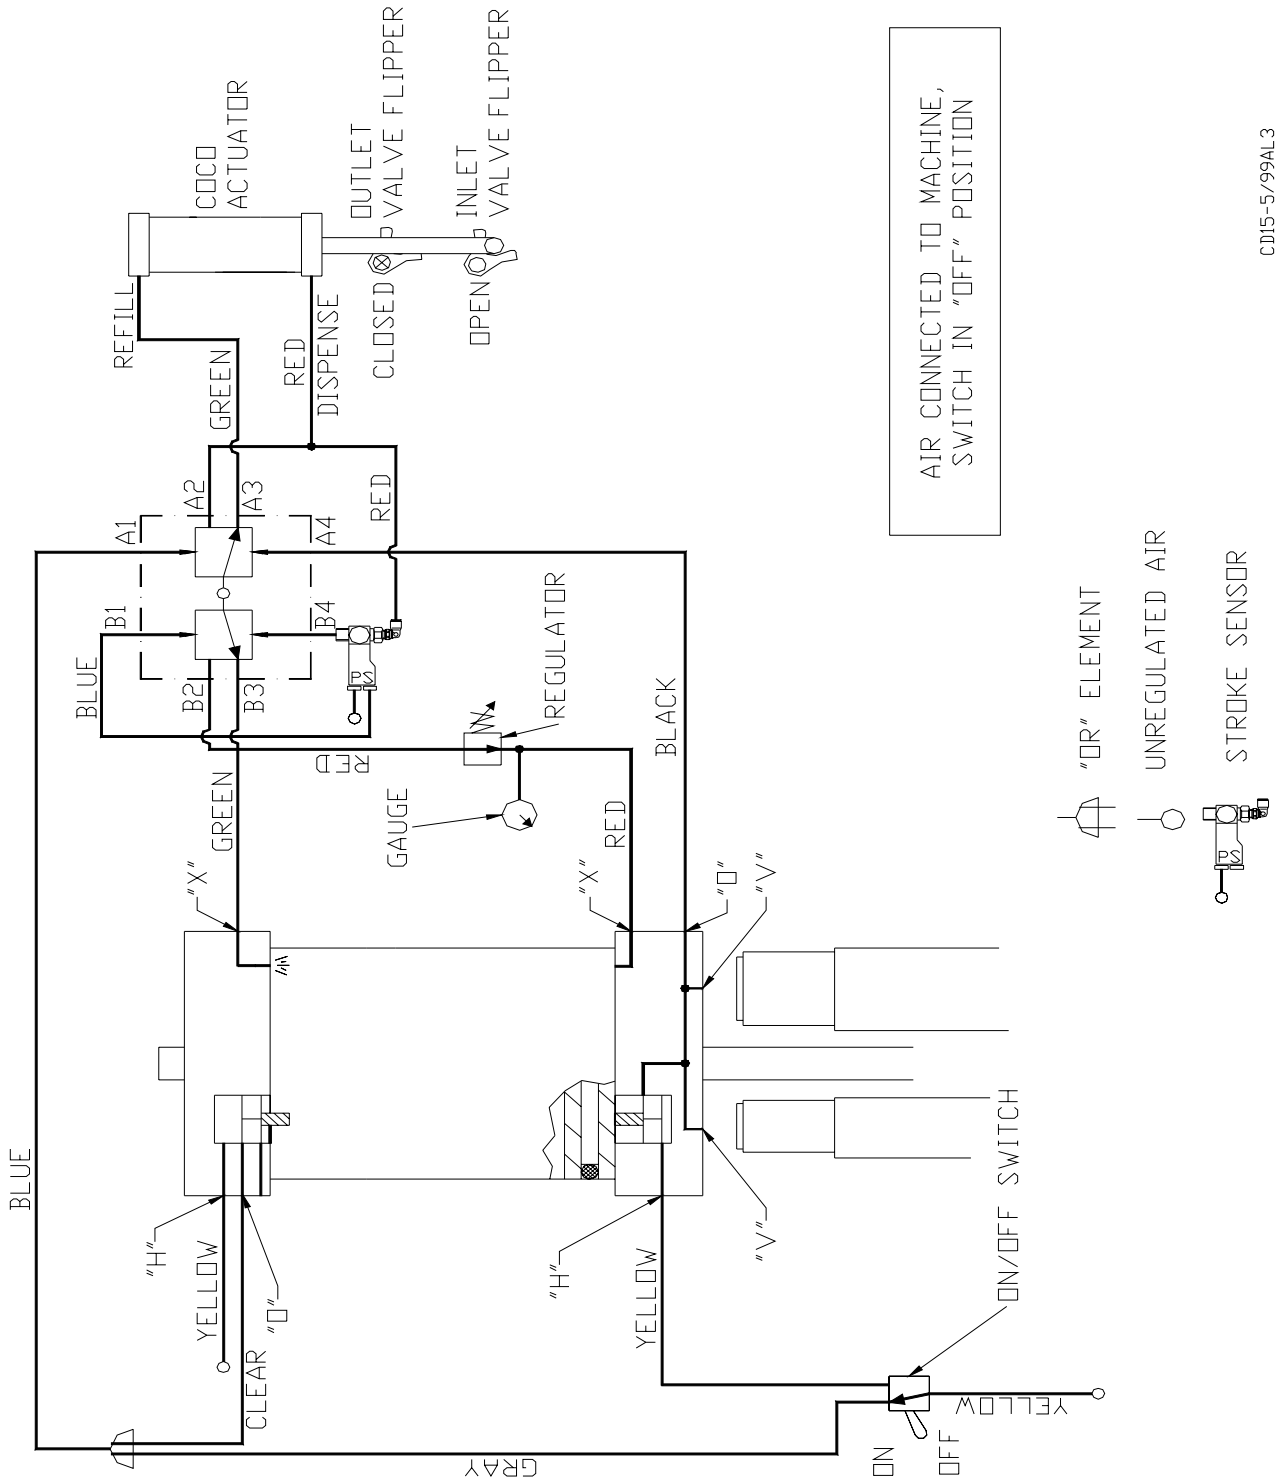 BLUE
GRAY
"H"
YELLOW
CLEAR
"O"
"X"
GREEN
BLUE
B1
B2
B3
B4
A1
A2
A3
A4
PS
RED
GAUGE
REGULATOR
RED
BLACK
"X"
"O"
"V"
"V"
"H"
YELLOW
ON/OFF SWITCH
YELLOW
ON
OFF
GREEN
REFILL
RED
DISPENSE
RED
COCO
ACTUATOR
OUTLET
VALVE FLIPPER
CLOSED
INLET
VALVE FLIPPER
OPEN
AIR CONNECTED TO MACHINE,
SWITCH IN "OFF" POSITION
"OR" ELEMENT
UNREGULATED AIR
PS
STROKE SENSOR
CD15-5/99AL3